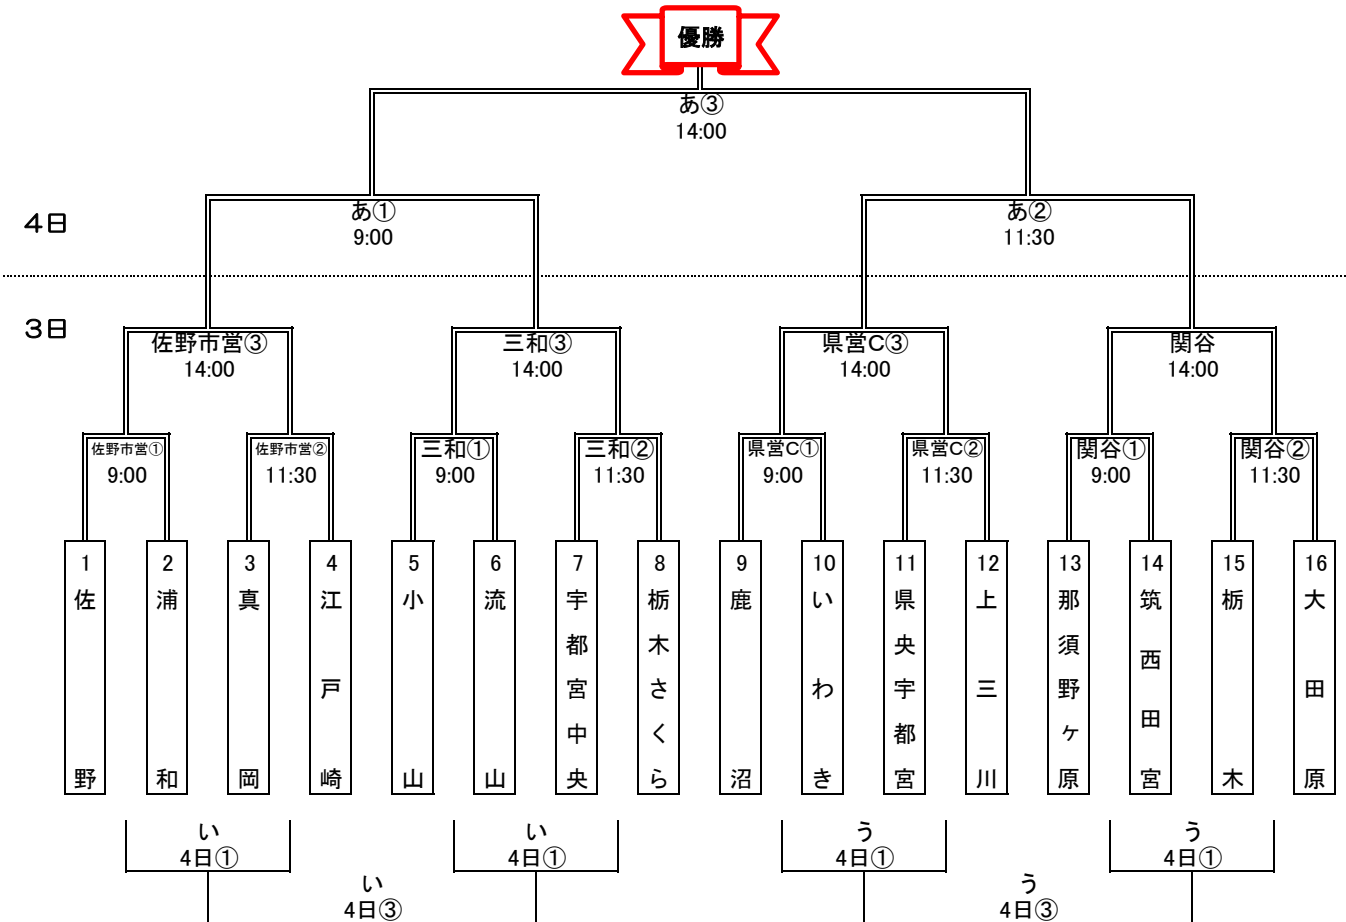 優勝
あ③
14:00
4日
あ①
9:00
あ②
11:30
3日
佐野市営③
14:00
三和③
14:00
県営C③
14:00
関谷
14:00
佐野市営①
9:00
佐野市営②
11:30
三和①
9:00
三和②
11:30
県営C①
9:00
県営C②
11:30
関谷①
9:00
関谷②
11:30
1
佐野
2
浦和
3
真岡
4
江戸崎
5
小山
6
流山
7
宇都宮中央
8
栃木さくら
9
鹿沼
10
いわき
11
県央宇都宮
12
上三川
13
那須野ヶ原
14
筑西田宮
15
栃木
16
大田原
い
4日①
い
4日①
う
4日①
う
4日①
い
4日③
う
4日③